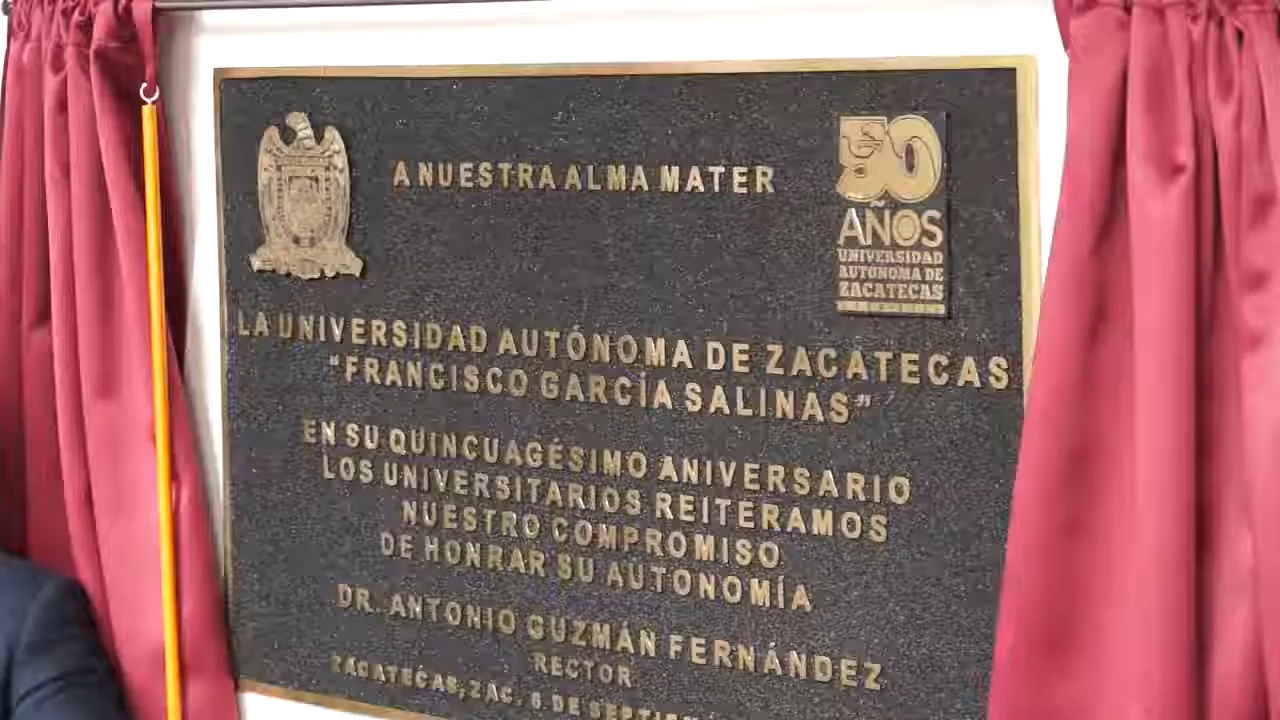 A NUESTRA ALMA MATER
50
AÑOS
UNIVERSIDAD
AUTÓNOMA DE
ZACATECAS
LA UNIVERSIDAD AUTÓNOMA DE ZACATECAS
"FRANCISCO GARCÍA SALINAS"
EN SU QUINCUAGÉSIMO ANIVERSARIO
LOS UNIVERSITARIOS REITERAMOS
NUESTRO COMPROMISO
DE HONRAR SU AUTONOMÍA
DR. ANTONIO GUZMÁN FERNÁNDEZ
RECTOR
ZACATECAS, ZAC. 6 DE